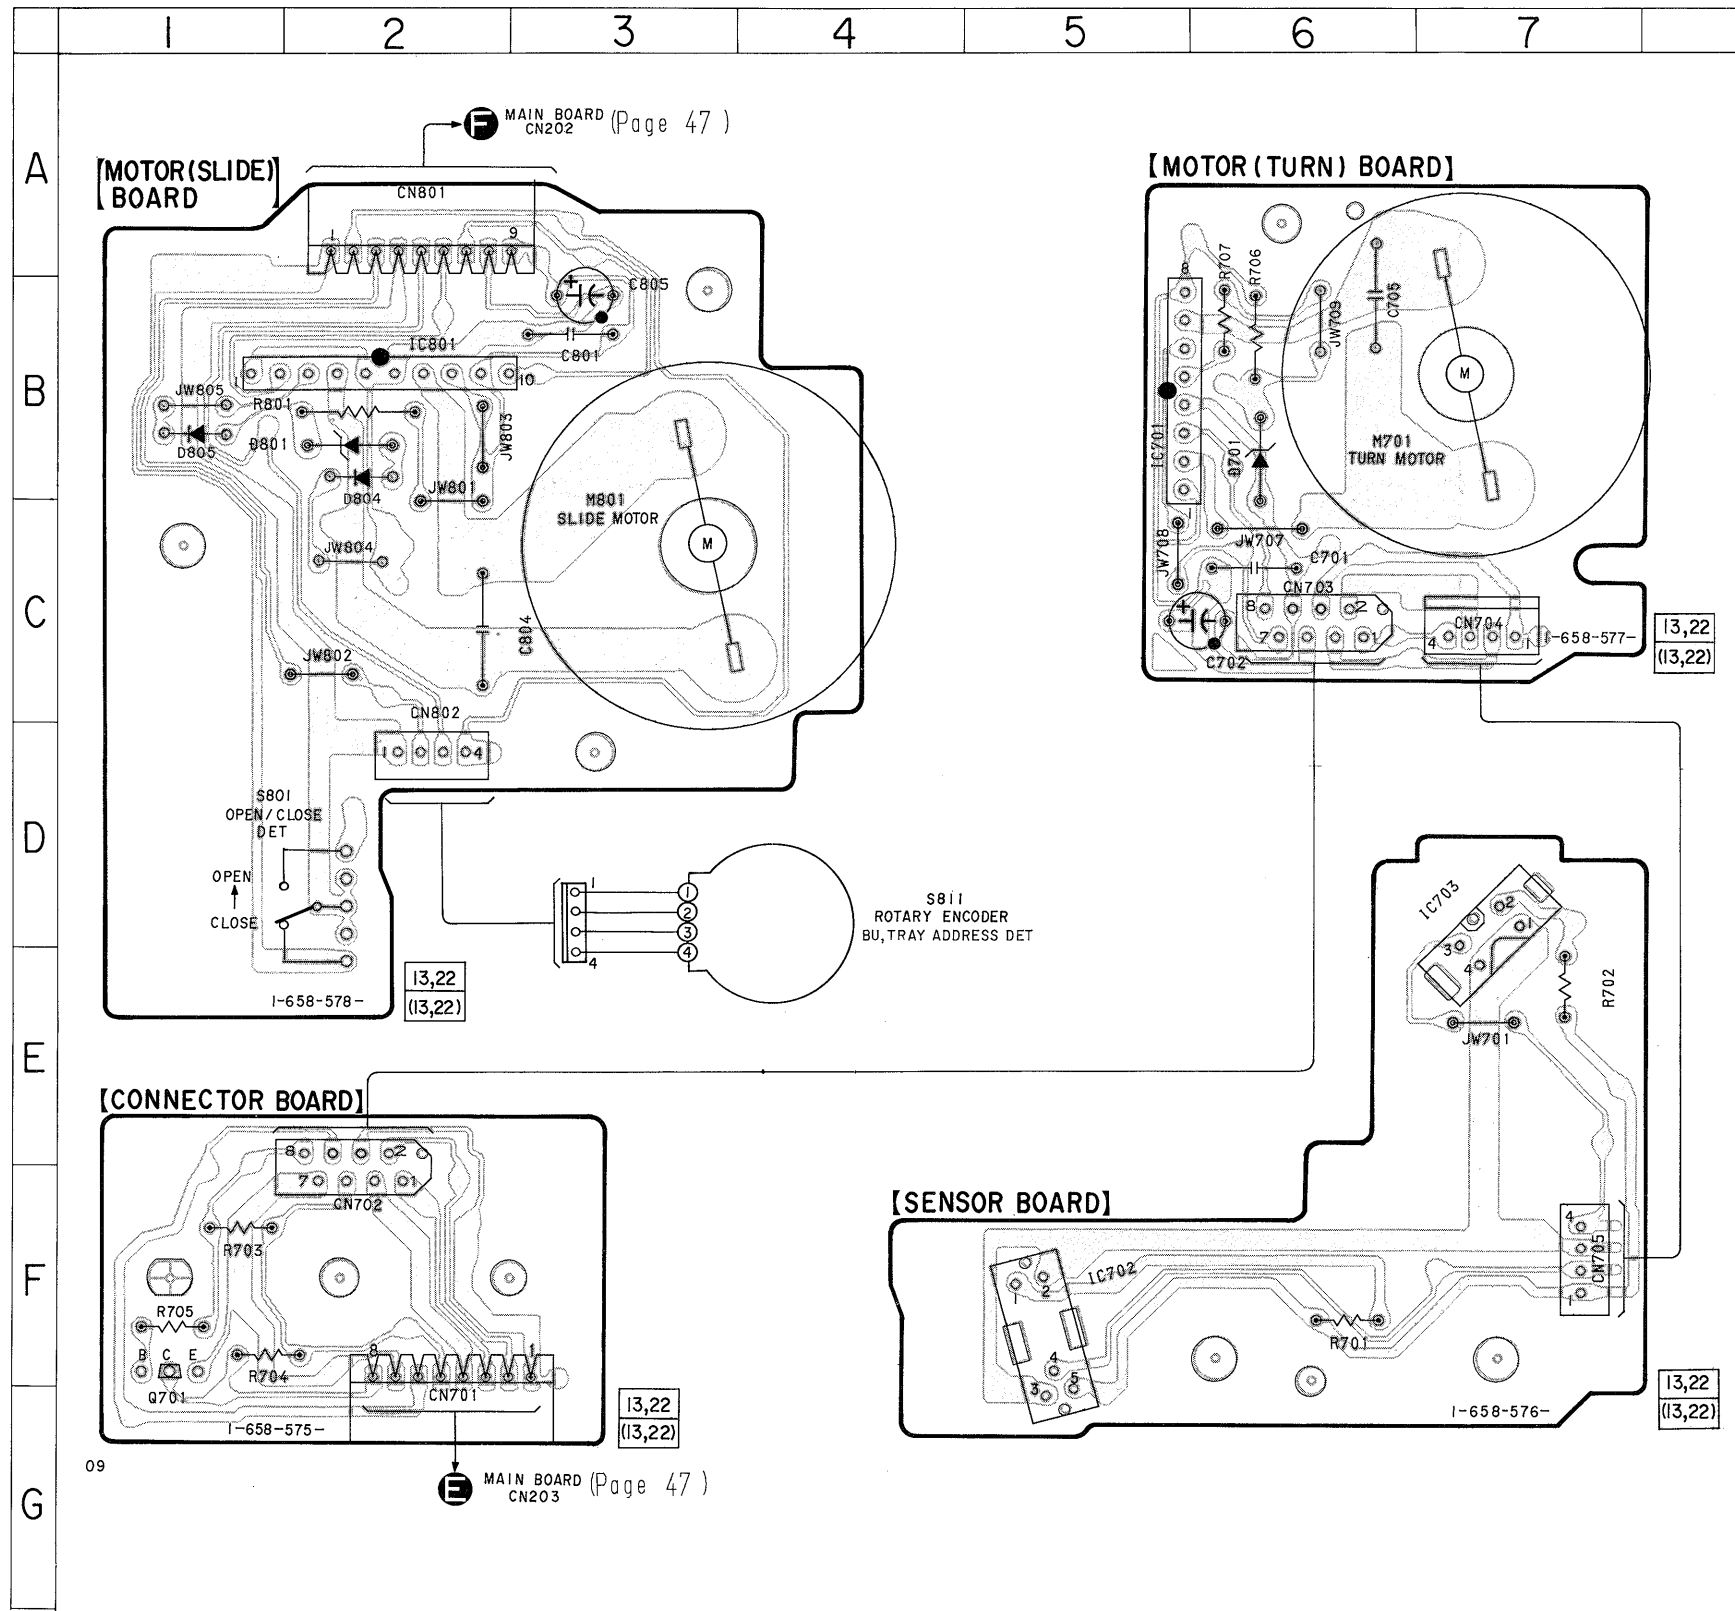 1 2 3 4 5 6 7
A
B
C
D
E
F
G
F MAIN BOARD
CN202 (Page 47 )
[MOTOR(SLIDE)
BOARD]
CN801
1 9
C805
C801
IC801
1 10
JW805
R801
D805
D801
D804
JW803
JW801
JW804
M801
SLIDE MOTOR
M
C804
JW802
CN802
1 4
S801
OPEN/CLOSE
DET
OPEN
CLOSE
1-658-578-
13,22
(13,22)
1
4
1
2
3
4
S811
ROTARY ENCODER
BU,TRAY ADDRESS DET
[MOTOR(TURN) BOARD]
8
R707
R706
JW709
C705
M
M701
TURN MOTOR
IC701
D701
1
JW708
JW707
C701
CN703
8 2
7 1
C702
CN704
4 1
1-658-577-
13,22
(13,22)
[CONNECTOR BOARD]
8 2
7 1
CN702
R703
R705
B C E
Q701
R704
8 1
CN701
1-658-575-
13,22
(13,22)
09
E MAIN BOARD
CN203 (Page 47 )
[SENSOR BOARD]
IC703
2
1
3
4
R702
JW701
4
CN705
1
IC702
1 2
4
3 5
R701
1-658-576-
13,22
(13,22)